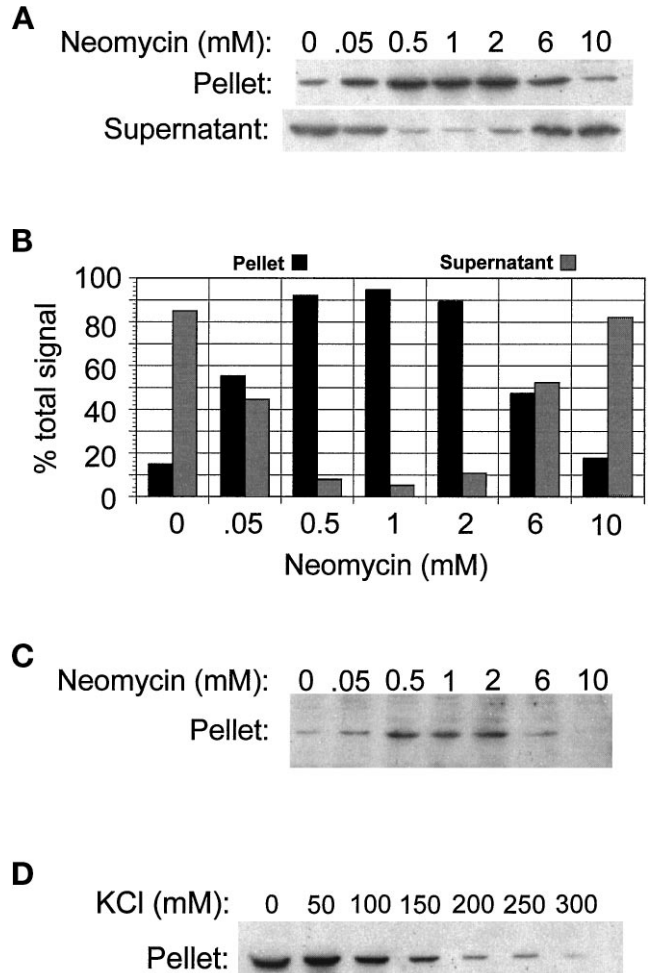 A
Neomycin (mM): 0 .05 0.5 1 2 6 10
Pellet:
Supernatant:
B
Pellet Supernatant
100
80
60
40
20
0
% total signal
0 .05 0.5 1 2 6 10
Neomycin (mM)
C
Neomycin (mM): 0 .05 0.5 1 2 6 10
Pellet:
D
KCl (mM): 0 50 100 150 200 250 300
Pellet: